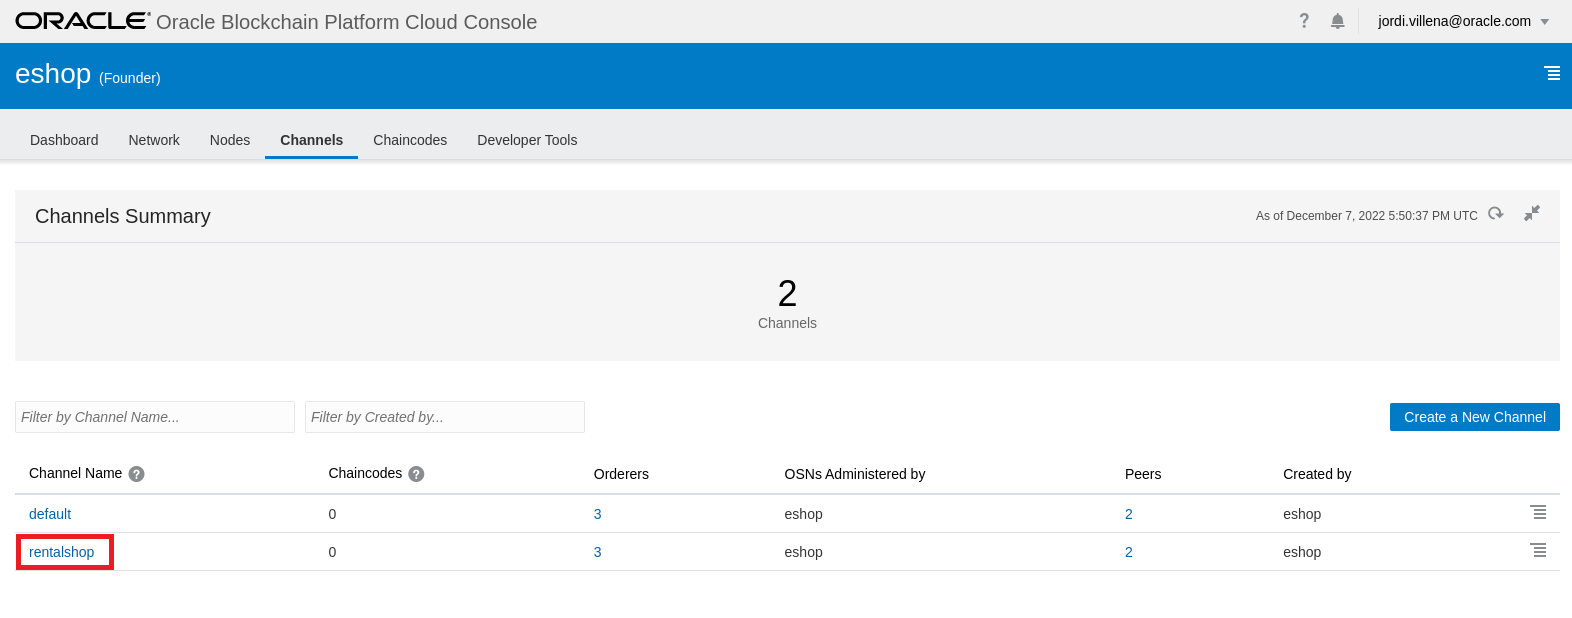 ORACLE® Oracle Blockchain Platform Cloud Console ? jordi.villena@oracle.com
eshop (Founder)
Dashboard Network Nodes Channels Chaincodes Developer Tools
Channels Summary As of December 7, 2022 5:50:37 PM UTC
2
Channels
Filter by Channel Name... Filter by Created by... Create a New Channel
Channel Name ? Chaincodes ? Orderers OSNs Administered by Peers Created by
default 0 3 eshop 2 eshop
rentalshop 0 3 eshop 2 eshop